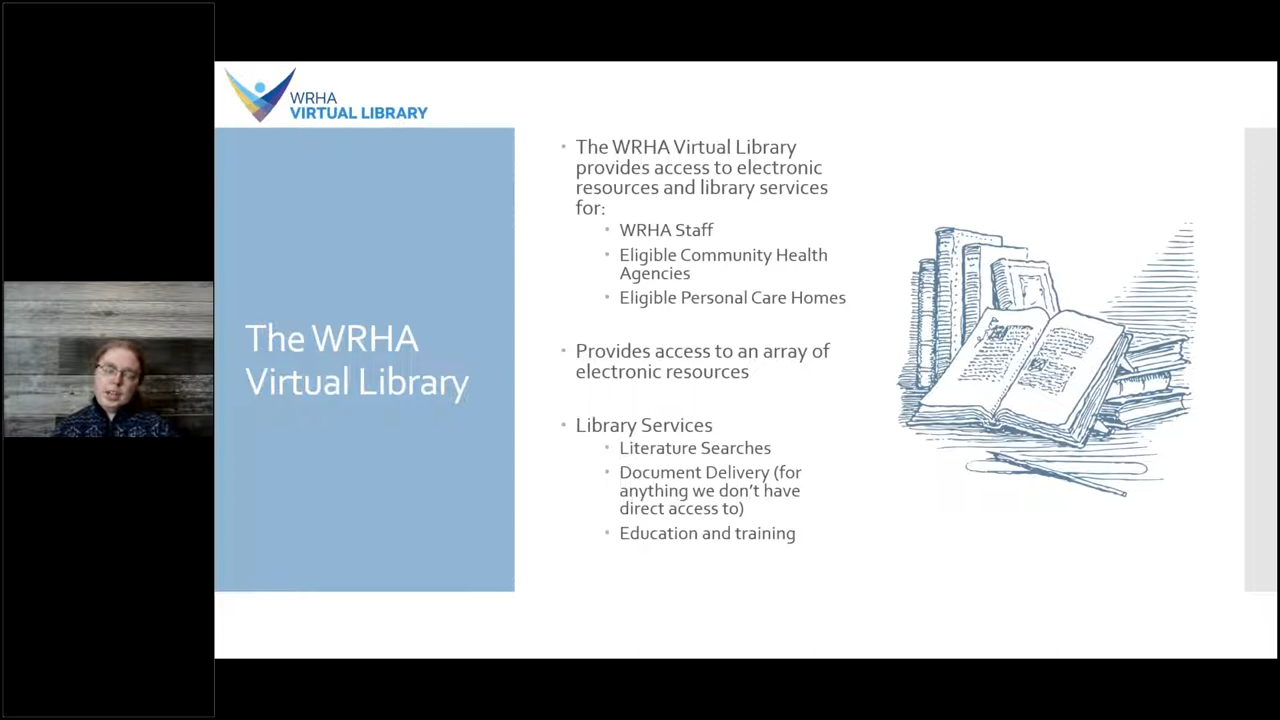 WRHA
VIRTUAL LIBRARY
The WRHA
Virtual Library
• The WRHA Virtual Library
provides access to electronic
resources and library services
for:
• WRHA Staff
• Eligible Community Health
Agencies
• Eligible Personal Care Homes
• Provides access to an array of
electronic resources
• Library Services
• Literature Searches
• Document Delivery (for
anything we don't have
direct access to)
• Education and training